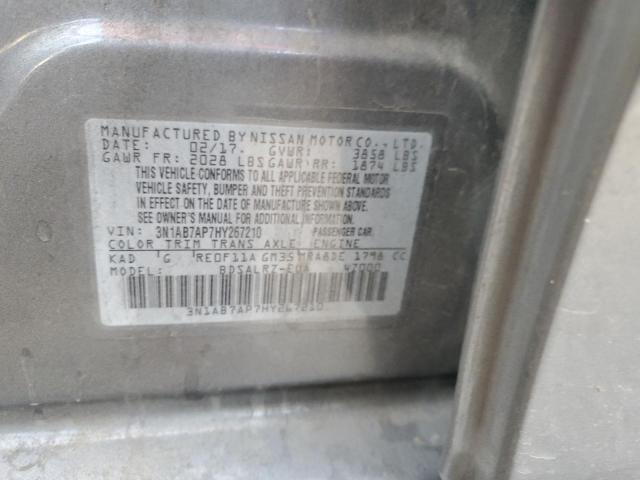 MANUFACTURED BY NISSAN MOTOR CO., LTD.
DATE: 02/17. GVWR: 3858 LBS
GAWR FR: 2028 LBS GAWR RR: 1874 LBS
THIS VEHICLE CONFORMS TO ALL APPLICABLE FEDERAL MOTOR
VEHICLE SAFETY, BUMPER AND THEFT PREVENTION STANDARDS
IN EFFECT ON THE DATE OF MANUFACTURE SHOWN ABOVE.
SEE OWNER'S MANUAL FOR ADDITIONAL INFORMATION.
VIN: 3N1AB7AP7HY267210 PASSENGER CAR
COLOR TRIM TRANS AXLE ENGINE
KAD G RE0F11A GM35 MRA8DE 1798 CC
MODEL: BDSALRZ-EUA 47000
3N1AB7AP7HY267210